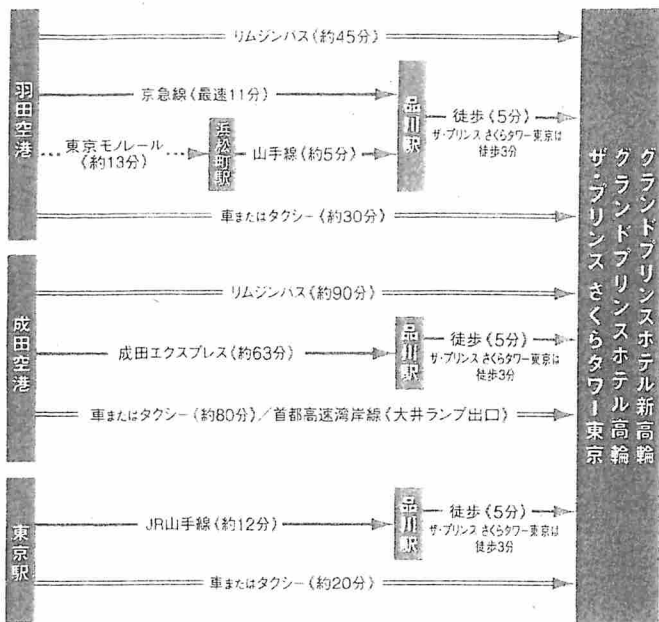 羽田空港
リムジンバス(約45分)
京急線(最速11分)
東京モノレール
(約13分)
浜松町駅
山手線(約5分)
品川駅
徒歩(5分)
ザ・プリンス さくらタワー東京は
徒歩3分
車またはタクシー(約30分)
成田空港
リムジンバス(約90分)
成田エクスプレス(約63分)
品川駅
徒歩(5分)
ザ・プリンス さくらタワー東京は
徒歩3分
車またはタクシー(約80分)/首都高速湾岸線(大井ランプ出口)
東京駅
JR山手線(約12分)
品川駅
徒歩(5分)
ザ・プリンス さくらタワー東京は
徒歩3分
車またはタクシー(約20分)
グランドプリンスホテル新高輪
グランドプリンスホテル高輪
ザ・プリンス さくらタワー東京